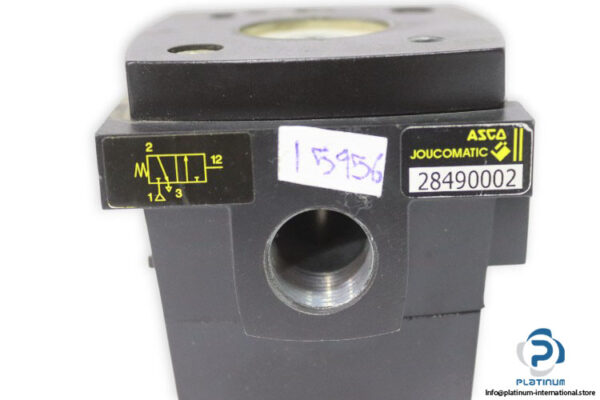 2
12
1
3
15956
ASCO
JOUCOMATIC
28490002
PLATINUM
Info@platinum-international.store